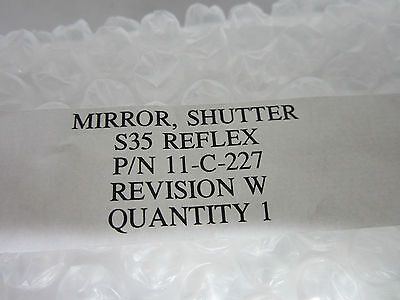 MIRROR, SHUTTER
S35 REFLEX
P/N 11-C-227
REVISION W
QUANTITY 1